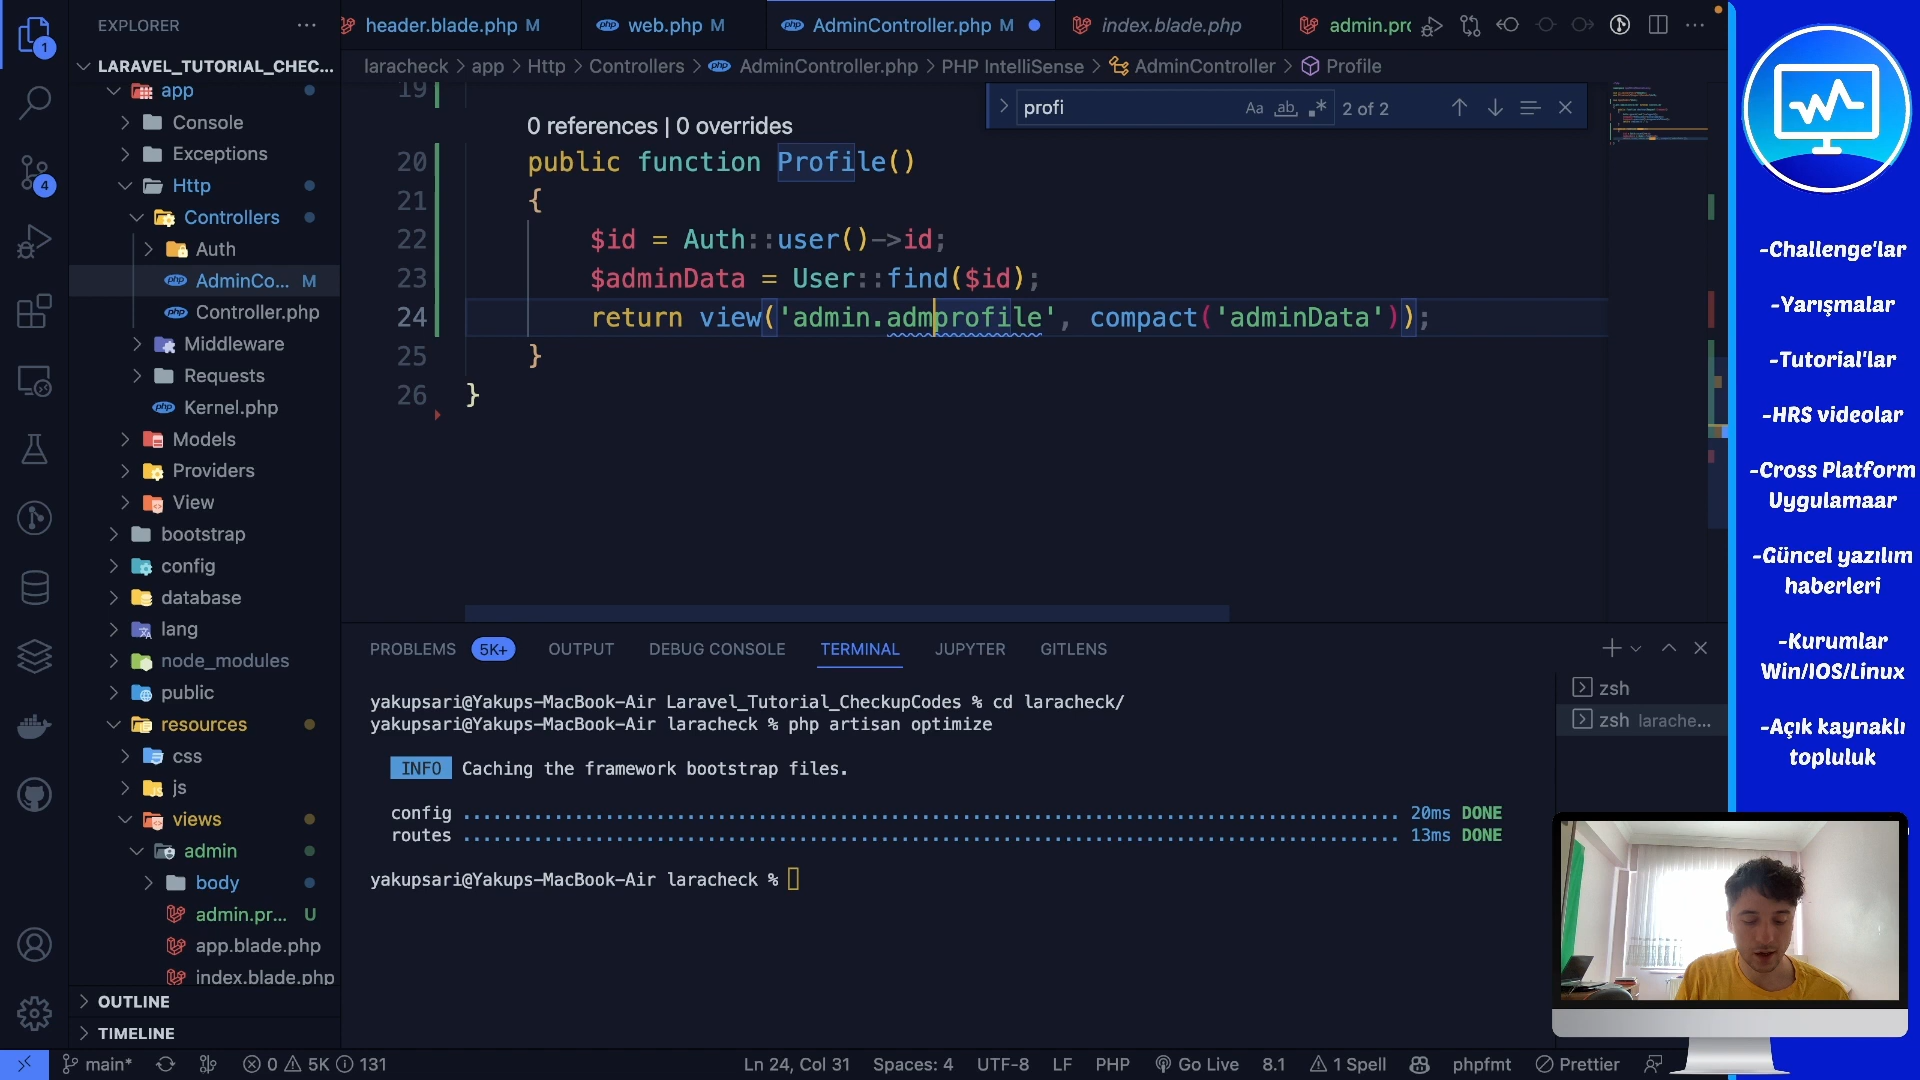 EXPLORER
header.blade.php M
web.php M
AdminController.php M
index.blade.php
admin.prc
1
LARAVEL_TUTORIAL_CHEC...
laracheck > app > Http > Controllers > AdminController.php > PHP IntelliSense > AdminController > Profile
app
Console
Exceptions
Http
Controllers
Auth
AdminCo... M
Controller.php
Middleware
Requests
Kernel.php
Models
Providers
View
bootstrap
config
database
lang
node_modules
public
resources
css
js
views
admin
body
admin.pr... U
app.blade.php
index.blade.php
OUTLINE
TIMELINE
4
profi
Aa ab .* 2 of 2
19
0 references | 0 overrides
20 public function Profile()
21 {
22 $id = Auth::user()->id;
23 $adminData = User::find($id);
24 return view('admin.admprofile', compact('adminData'));
25 }
26 }
PROBLEMS 5K+ OUTPUT DEBUG CONSOLE TERMINAL JUPYTER GITLENS
yakupsari@Yakups-MacBook-Air Laravel_Tutorial_CheckupCodes % cd laracheck/
yakupsari@Yakups-MacBook-Air laracheck % php artisan optimize
INFO Caching the framework bootstrap files.
config ........................................................................................... 20ms DONE
routes ........................................................................................... 13ms DONE
yakupsari@Yakups-MacBook-Air laracheck %
zsh
zsh larache...
main* 0 5K 131
Ln 24, Col 31 Spaces: 4 UTF-8 LF PHP Go Live 8.1 1 Spell phpfmt Prettier
-Challenge'lar
-Yarışmalar
-Tutorial'lar
-HRS videolar
-Cross Platform
Uygulamaar
-Güncel yazılım
haberleri
-Kurumlar
Win/IOS/Linux
-Açık kaynaklı
topluluk